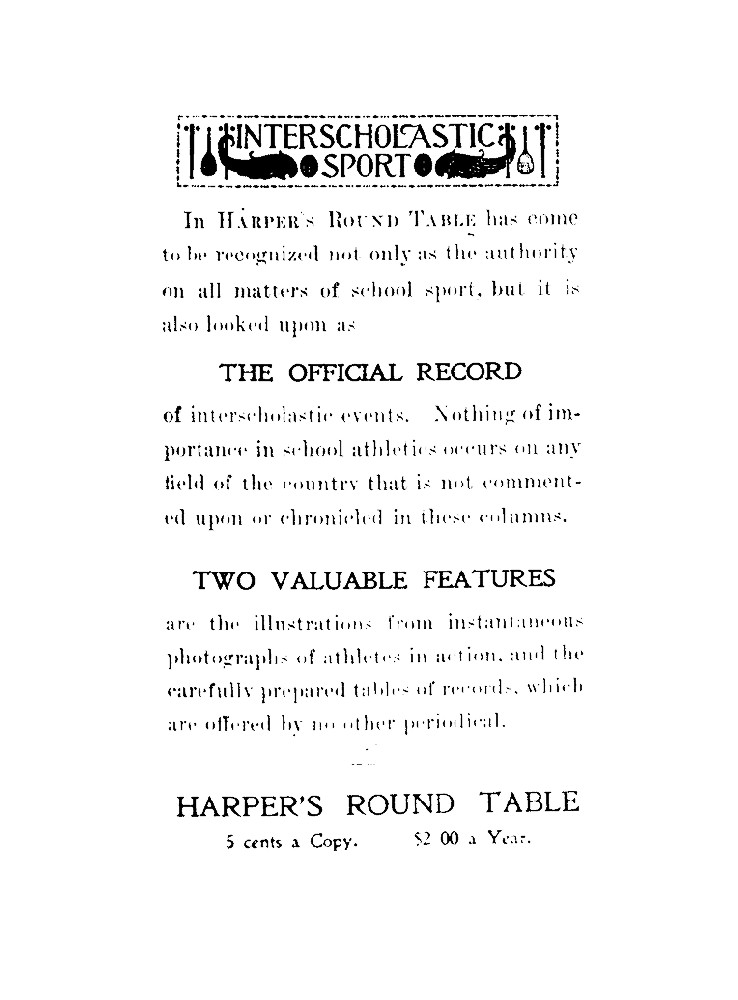 INTERSCHOLASTIC
SPORT
In HARPER'S ROUND TABLE has come
to be recognized not only as the authority
on all matters of school sport, but it is
also looked upon as
THE OFFICIAL RECORD
of interscholastic events. Nothing of im-
portance in school athletics occurs on any
field of the country that is not comment-
ed upon or chronicled in these columns.
TWO VALUABLE FEATURES
are the illustrations from instantaneous
photographs of athletes in action, and the
carefully prepared tables of records, which
are offered by no other periodical.
HARPER'S ROUND TABLE
5 cents a Copy. $2 00 a Year.